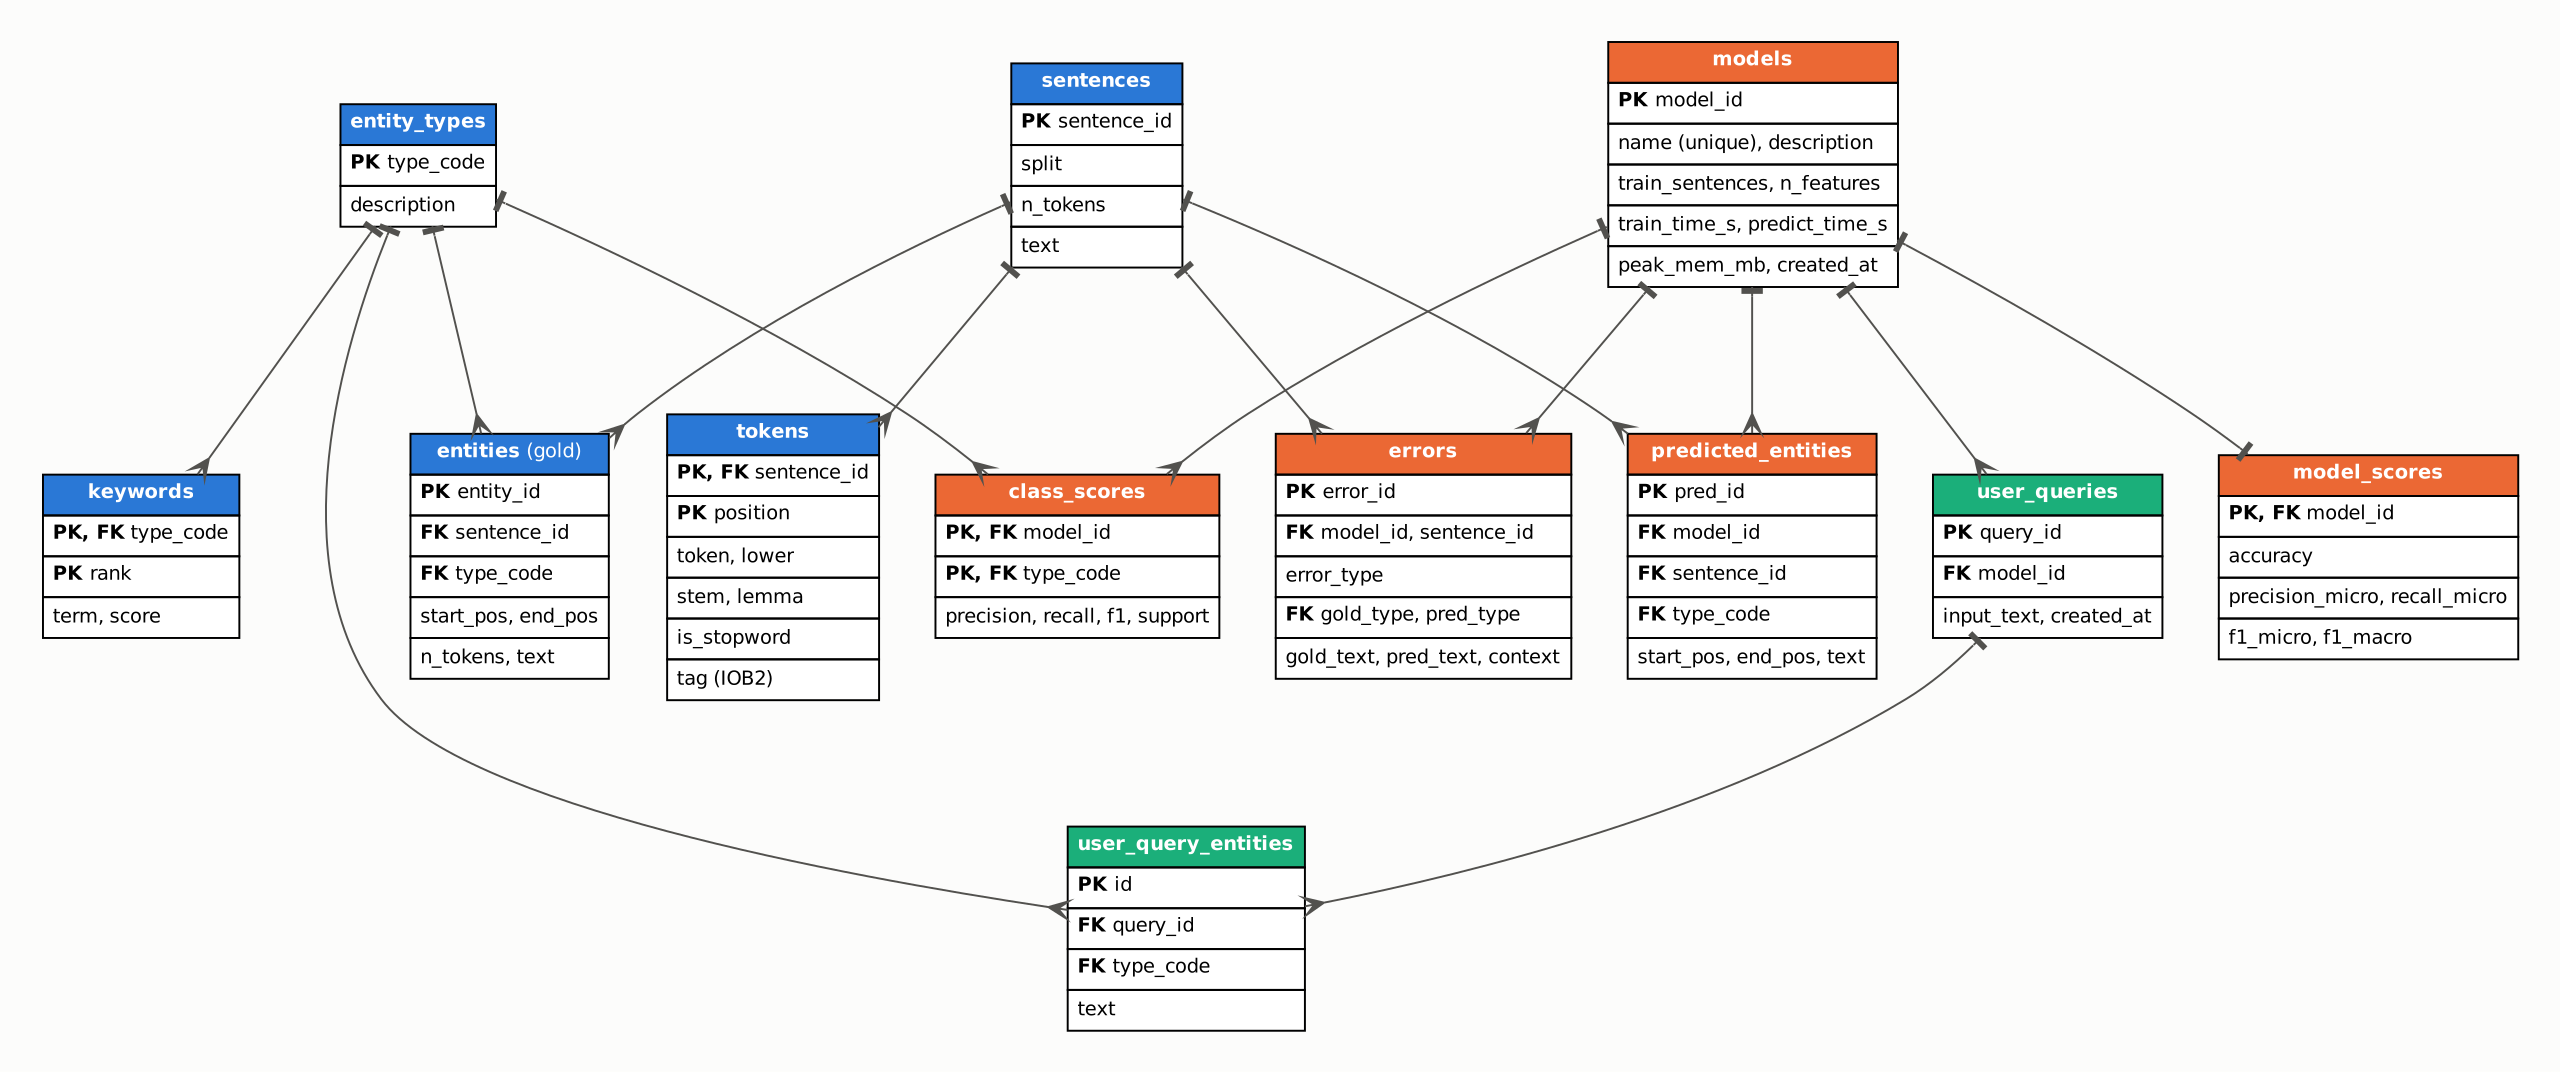 models
PK model_id
name (unique), description
train_sentences, n_features
train_time_s, predict_time_s
peak_mem_mb, created_at
sentences
PK sentence_id
split
n_tokens
text
entity_types
PK type_code
description
keywords
PK, FK type_code
PK rank
term, score
entities (gold)
PK entity_id
FK sentence_id
FK type_code
start_pos, end_pos
n_tokens, text
tokens
PK, FK sentence_id
PK position
token, lower
stem, lemma
is_stopword
tag (IOB2)
class_scores
PK, FK model_id
PK, FK type_code
precision, recall, f1, support
errors
PK error_id
FK model_id, sentence_id
error_type
FK gold_type, pred_type
gold_text, pred_text, context
predicted_entities
PK pred_id
FK model_id
FK sentence_id
FK type_code
start_pos, end_pos, text
user_queries
PK query_id
FK model_id
input_text, created_at
model_scores
PK, FK model_id
accuracy
precision_micro, recall_micro
f1_micro, f1_macro
user_query_entities
PK id
FK query_id
FK type_code
text